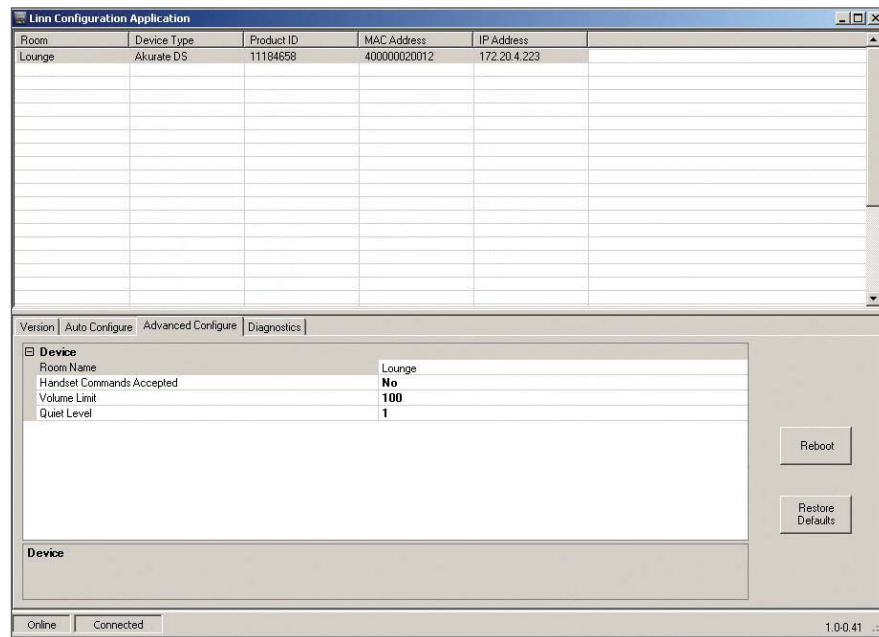 Linn Configuration Application
Room Device Type Product ID MAC Address IP Address
Lounge Akurate DS 11184658 400000020012 172.20.4.223
Version Auto Configure Advanced Configure Diagnostics
Device
Room Name Lounge
Handset Commands Accepted No
Volume Limit 100
Quiet Level 1
Reboot
Restore
Defaults
Device
Online Connected 1.0-0.41